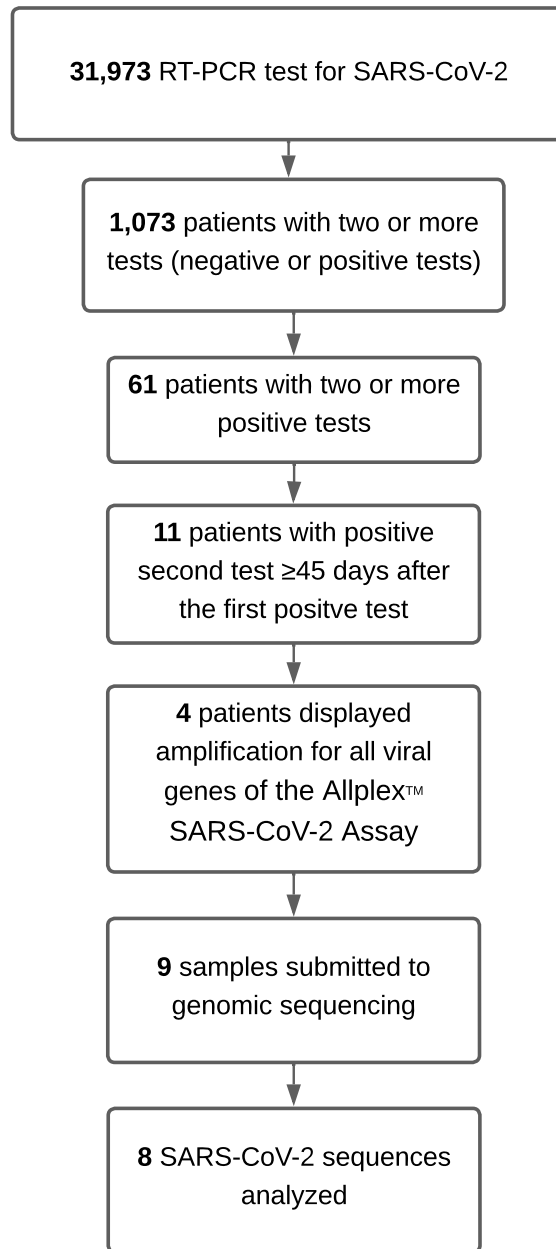 31,973 RT-PCR test for SARS-CoV-2
1,073 patients with two or more
tests (negative or positive tests)
61 patients with two or more
positive tests
11 patients with positive
second test ≥45 days after
the first positve test
4 patients displayed
amplification for all viral
genes of the Allplex™
SARS-CoV-2 Assay
9 samples submitted to
genomic sequencing
8 SARS-CoV-2 sequences
analyzed